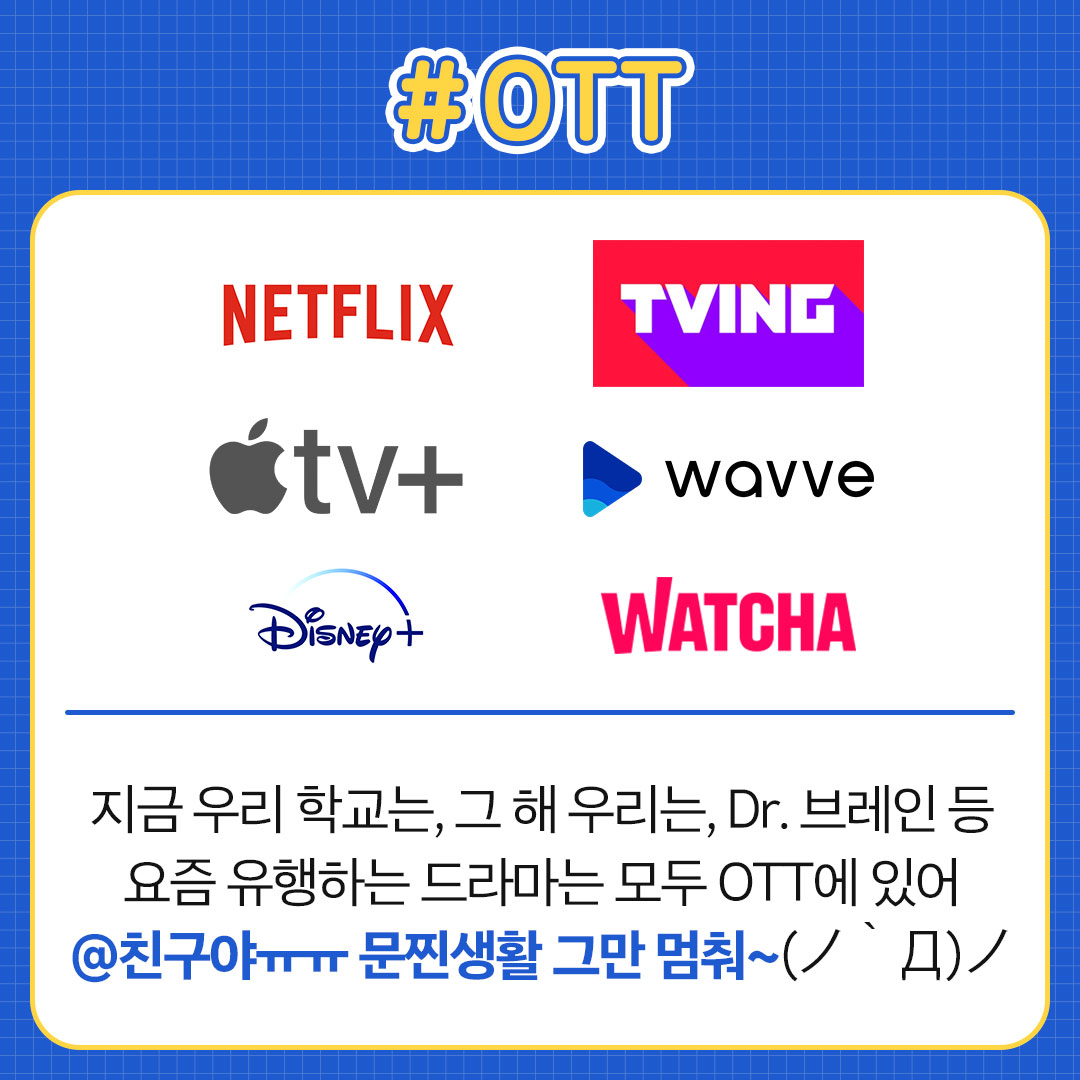 #OTT
NETFLIX
TVING
tv+
wavve
Disney+
WATCHA
지금 우리 학교는, 그 해 우리는, Dr. 브레인 등
요즘 유행하는 드라마는 모두 OTT에 있어
@친구야ㅠㅠ 문찐생활 그만 멈춰~(ノ｀Д)ノ